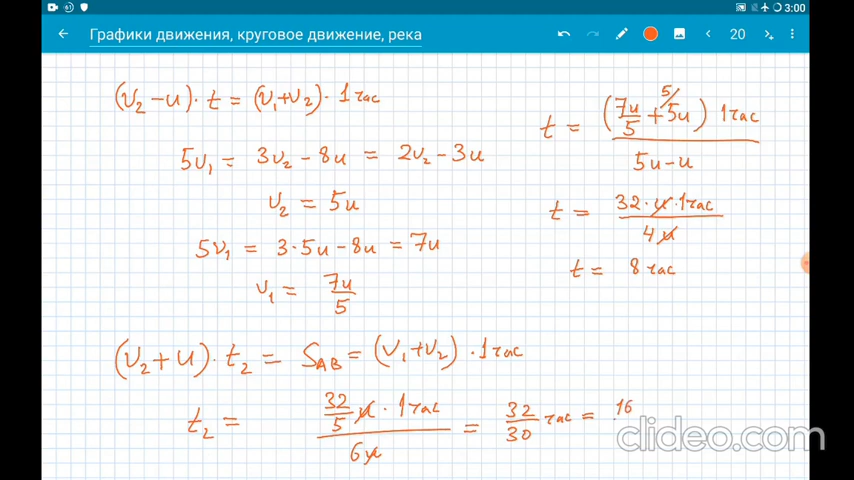 3:00
Графики движения, круговое движение, река
20
(v₂ - u) · t = (v₁ + v₂) · 1 час
5v₁ = 3v₂ - 8u = 2v₂ - 3u
v₂ = 5u
5v₁ = 3·5u - 8u = 7u
v₁ = 7u/5
t = (7u/5 + 5u) 1 час / 5u - u
5/
t = 32 · u · 1 час / 4u
t = 8 час
(v₂ + u) · t₂ = S_AB = (v₁ + v₂) · 1 час
t₂ = 32/5 u · 1 час / 6u = 32/30 час = 16
clideo.com